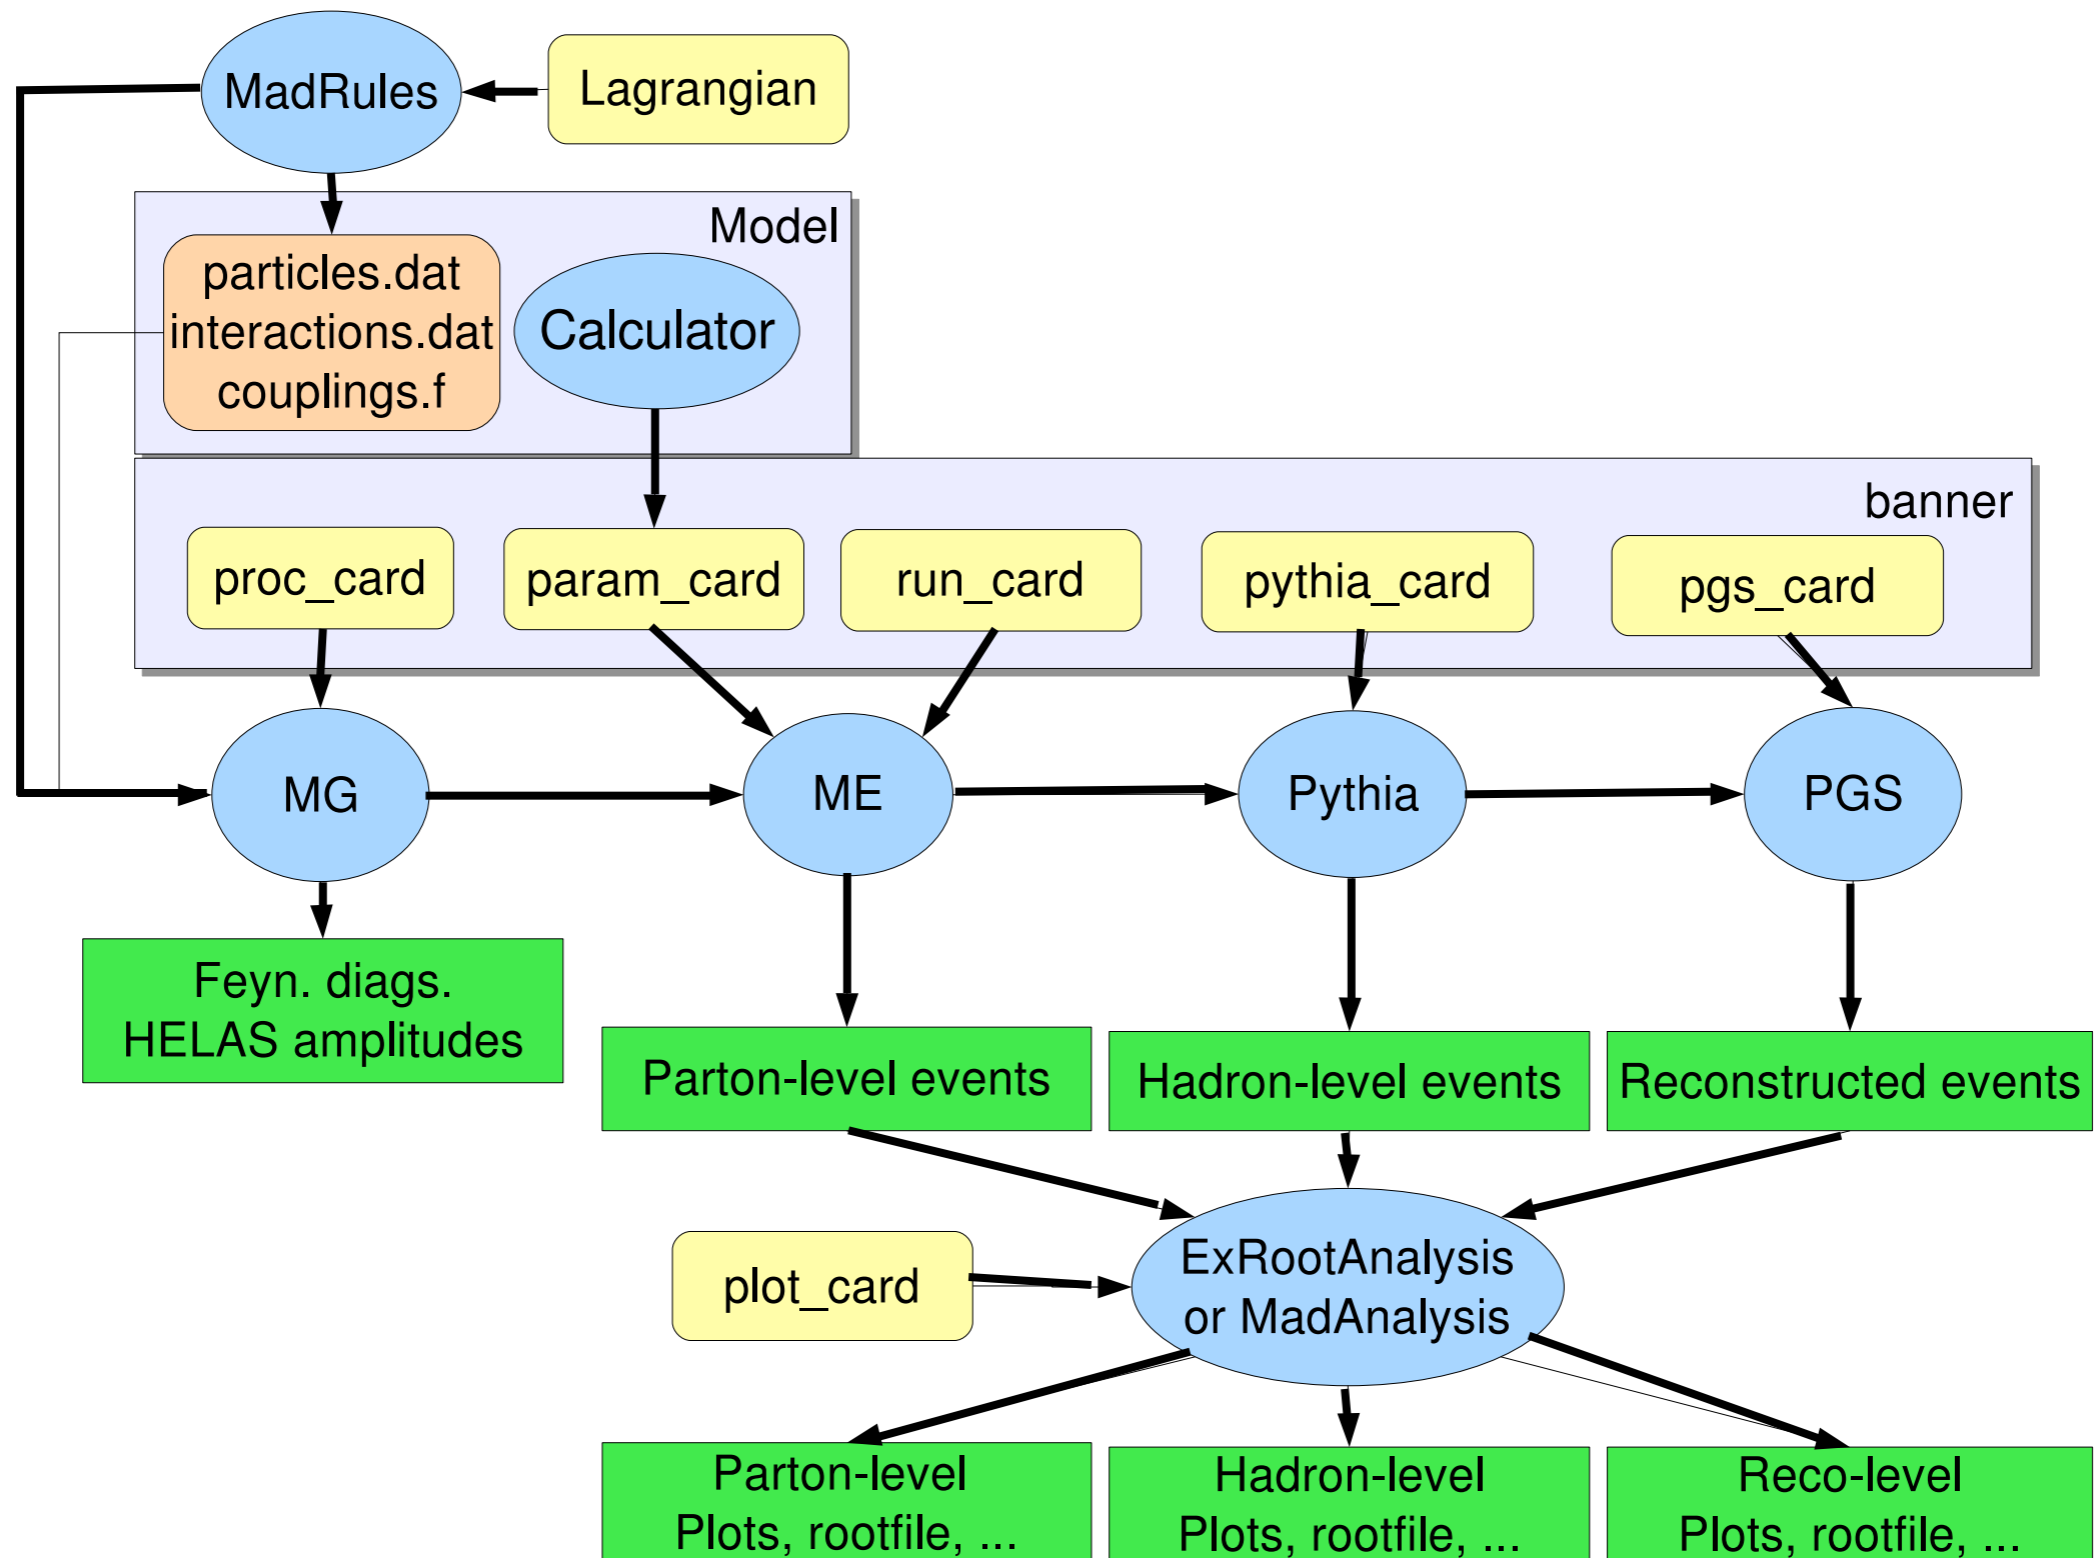 MadRules
Lagrangian
Model
particles.dat
interactions.dat
couplings.f
Calculator
banner
proc_card
param_card
run_card
pythia_card
pgs_card
MG
ME
Pythia
PGS
Feyn. diags.
HELAS amplitudes
Parton-level events
Hadron-level events
Reconstructed events
plot_card
ExRootAnalysis
or MadAnalysis
Parton-level
Plots, rootfile, ...
Hadron-level
Plots, rootfile, ...
Reco-level
Plots, rootfile, ...